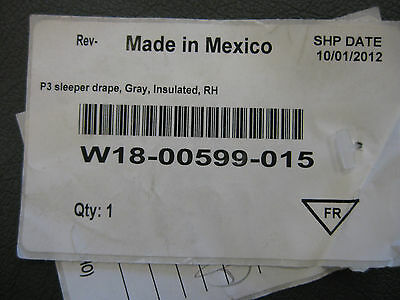 Rev- Made in Mexico SHP DATE
10/01/2012
P3 sleeper drape, Gray, Insulated, RH
W18-00599-015
Qty: 1
FR